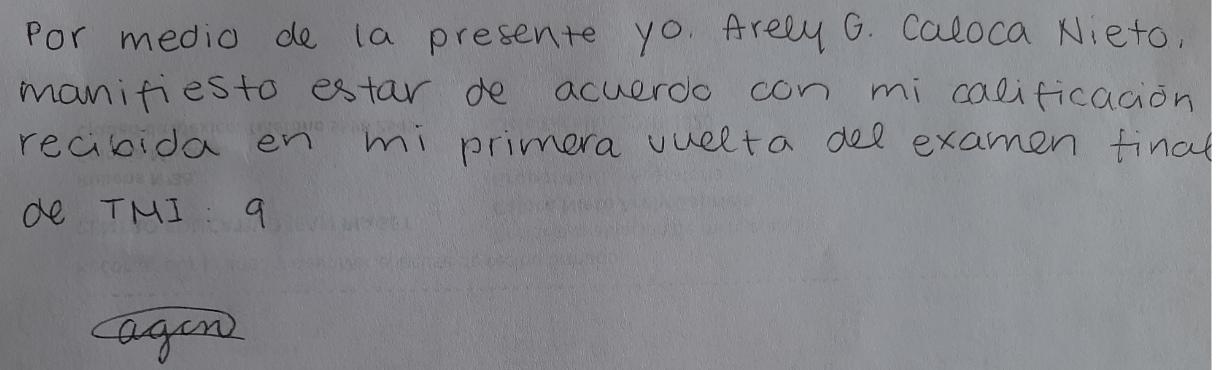 Por medio de la presente yo. Arely G. Caloca Nieto,
manifiesto estar de acuerdo con mi calificación
recibida en mi primera vuelta del examen final
de TMI: 9
agcn